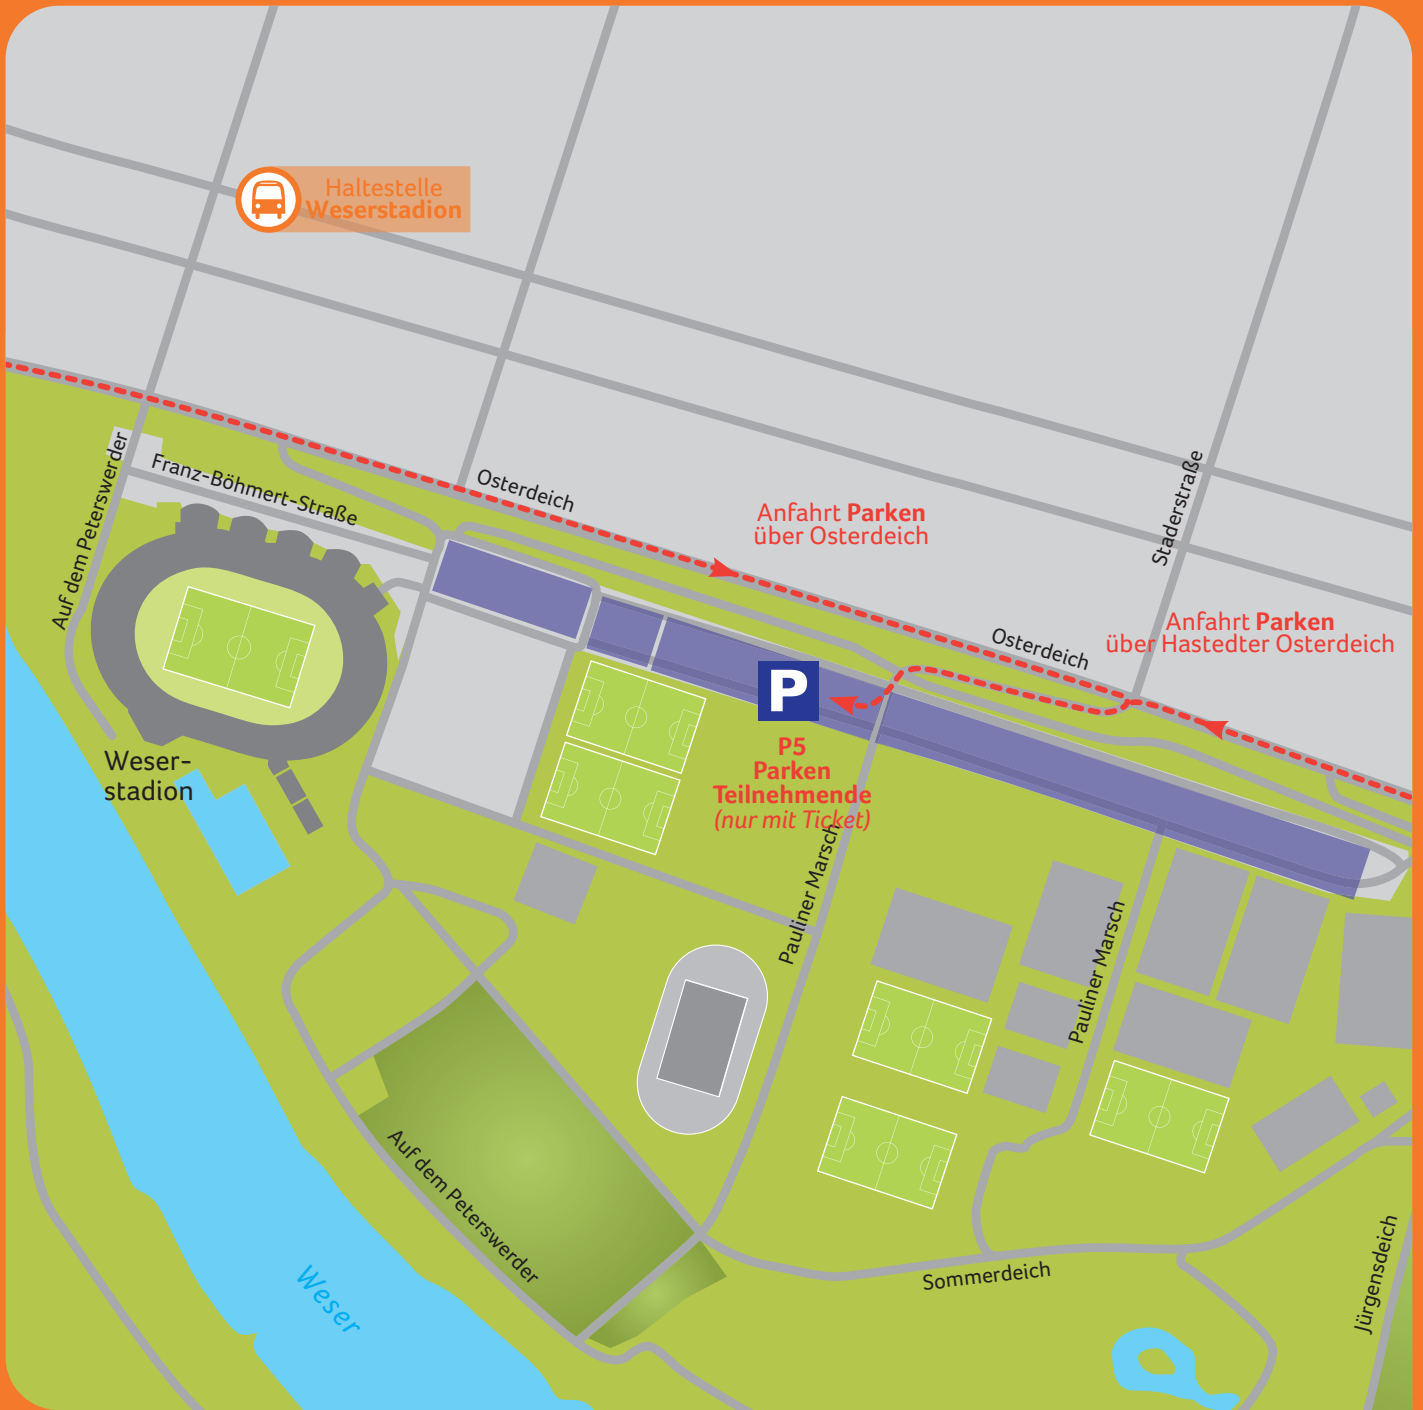 Haltestelle
Weserstadion
Auf dem Peterswerder
Franz-Böhmert-Straße
Osterdeich
Anfahrt Parken
über Osterdeich
Staderstraße
Anfahrt Parken
über Hastedter Osterdeich
Osterdeich
P
P5
Parken
Teilnehmende
(nur mit Ticket)
Weser-
stadion
Pauliner Marsch
Pauliner Marsch
Auf dem Peterswerder
Weser
Sommerdeich
Jürgensdeich